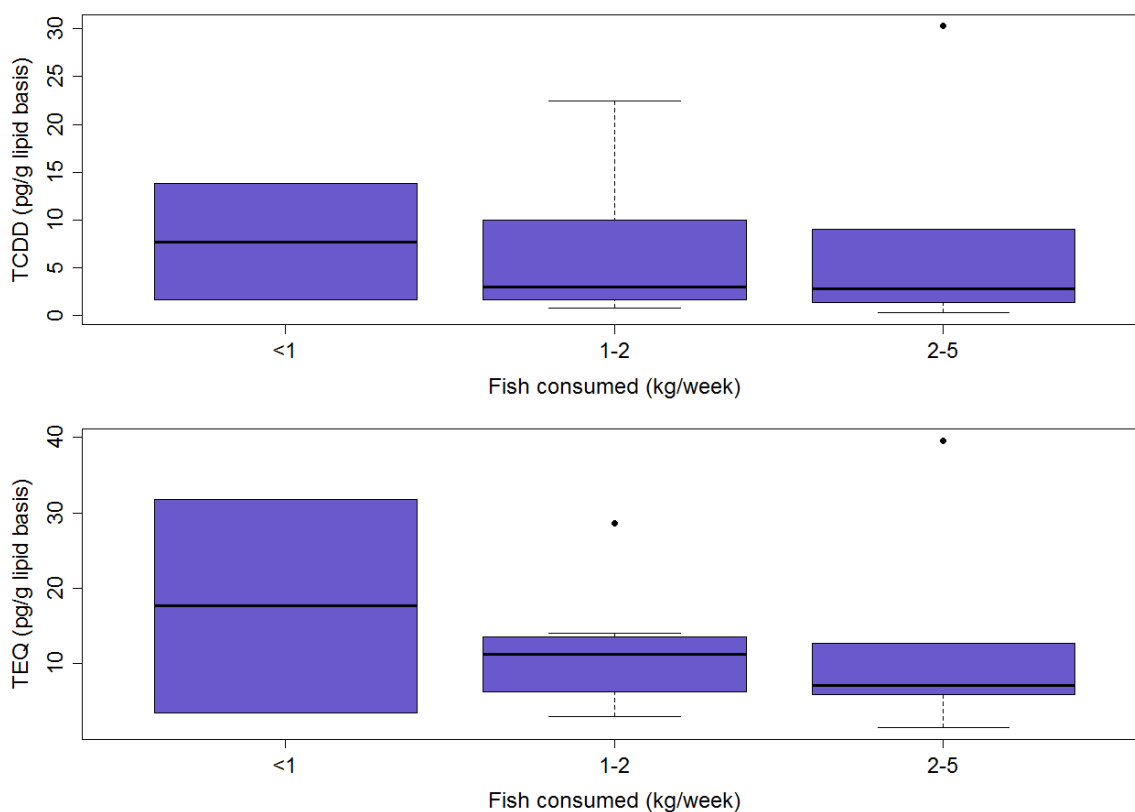 TCDD (pg/g lipid basis)
30
25
20
15
10
5
0
<1 1-2 2-5
Fish consumed (kg/week)
TEQ (pg/g lipid basis)
40
30
20
10
<1 1-2 2-5
Fish consumed (kg/week)